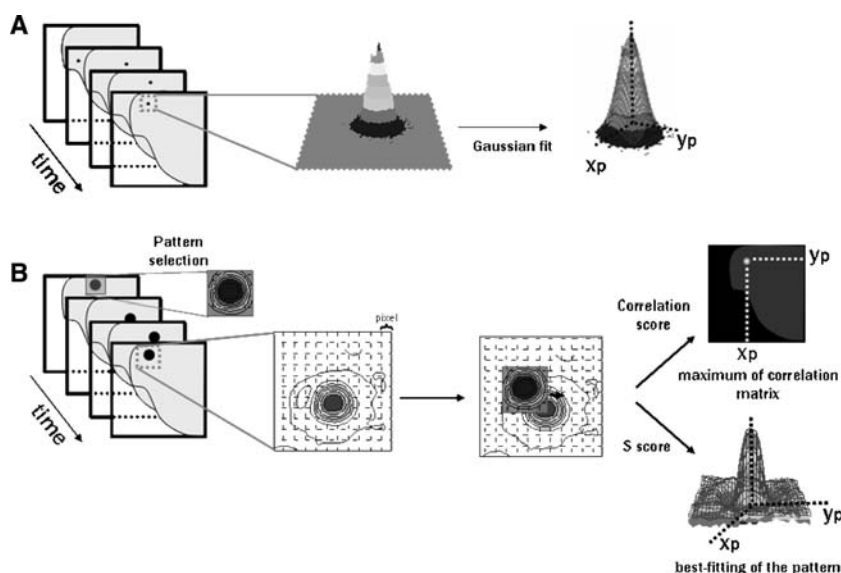 A
time
Gaussian fit
Xp
yp
B
Pattern
selection
time
pixel
Correlation
score
S score
yp
Xp
maximum of correlation
matrix
yp
Xp
best-fitting of the pattern